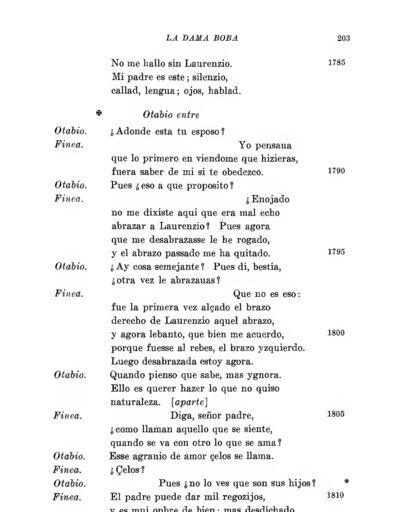 LA DAMA BOBA 203
No me hallo sin Laurenzio. 1785
Mi padre es este; silenzio,
callad, lengua; ojos, hablad.
✠ Otabio entre
Otabio. ¿Adonde esta tu esposo?
Finea. Yo pensaua
que lo primero en viendome que hizieras,
fuera saber de mi si te obedezco. 1790
Otabio. Pues ¿eso a que proposito?
Finea. ¿Enojado
no me dixiste aqui que era mal echo
abrazar a Laurenzio? Pues agora
que me desabrazasse le he rogado,
y el abrazo passado me ha quitado. 1795
Otabio. ¿Ay cosa semejante? Pues di, bestia,
¿otra vez le abrazauas?
Finea. Que no es eso:
fue la primera vez alçado el brazo
derecho de Laurenzio aquel abrazo,
y agora lebanto, que bien me acuerdo, 1800
porque fuesse al rebes, el brazo yzquierdo.
Luego desabrazada estoy agora.
Otabio. Quando pienso que sabe, mas ygnora.
Ello es querer hazer lo que no quiso
naturaleza. [aparte]
Finea. Diga, señor padre, 1805
¿como llaman aquello que se siente,
quando se va con otro lo que se ama?
Otabio. Ese agrauio de amor çelos se llama.
Finea. ¿Çelos?
Otabio. Pues ¿no lo ves que son sus hijos? *
Finea. El padre puede dar mil regozijos, 1810
y es mui onbre de bien; mas desdichado